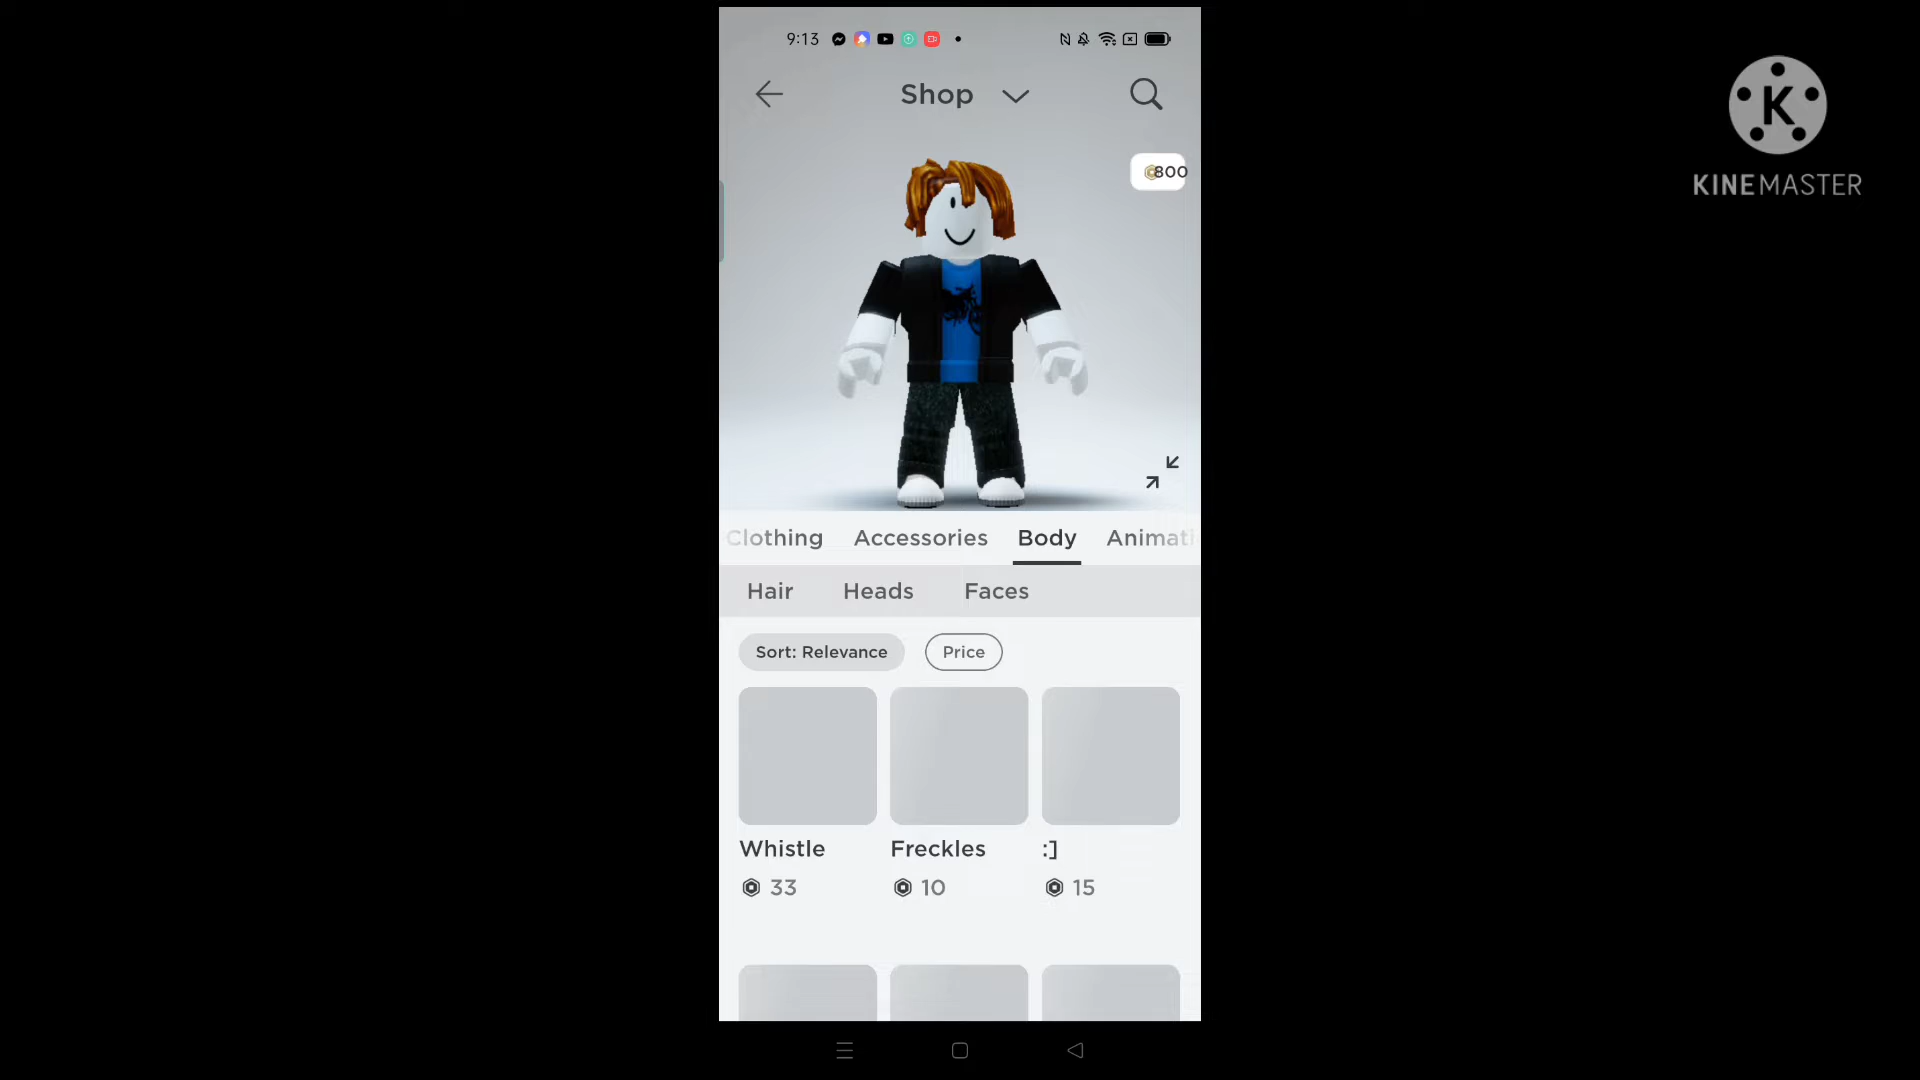 9:13
Shop
K
KINEMASTER
800
Clothing Accessories Body Animati
Hair Heads Faces
Sort: Relevance Price
Whistle Freckles :]
33 10 15